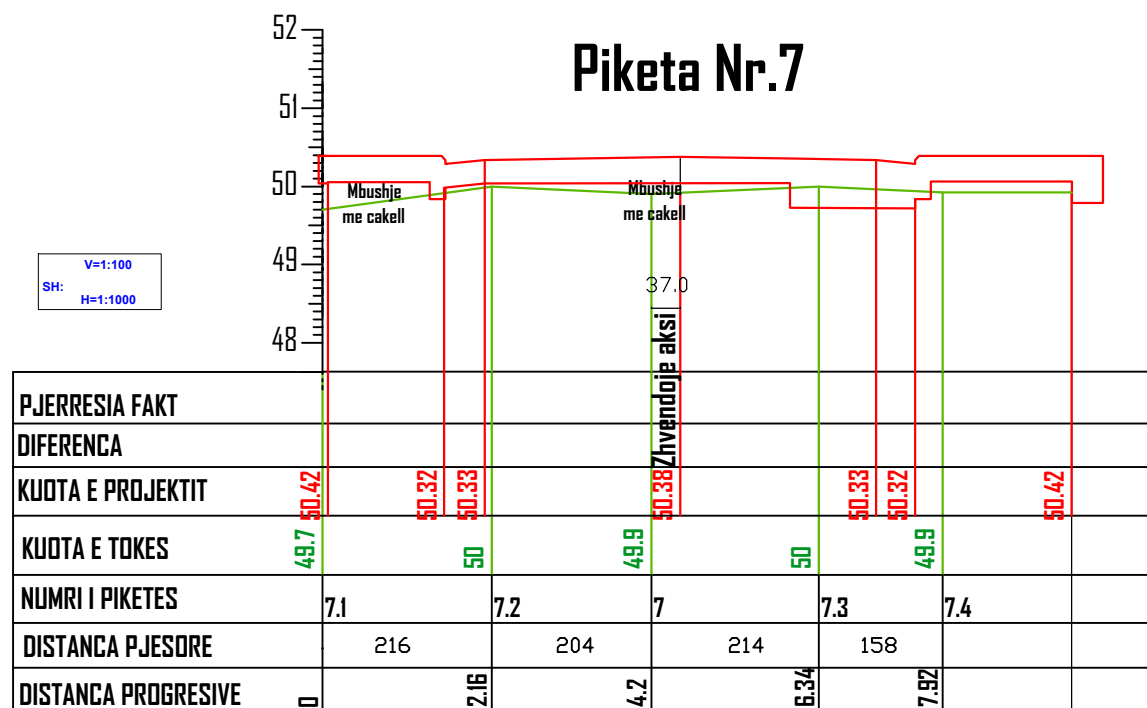 Piketa Nr.7
52
51
50
49
48
Mbushje
me cakell
Mbushje
me cakell
V=1:100
SH:
H=1:1000
37.0
Zhvendoje aksi
PJERRESIA FAKT
DIFERENCA
KUOTA E PROJEKTIT 50.42 50.32 50.33 50.38 50.33 50.32 50.42
KUOTA E TOKES 49.7 50 49.9 50 49.9
NUMRI I PIKETES 7.1 7.2 7 7.3 7.4
DISTANCA PJESORE 216 204 214 158
DISTANCA PROGRESIVE 0 2.16 4.2 6.34 7.92